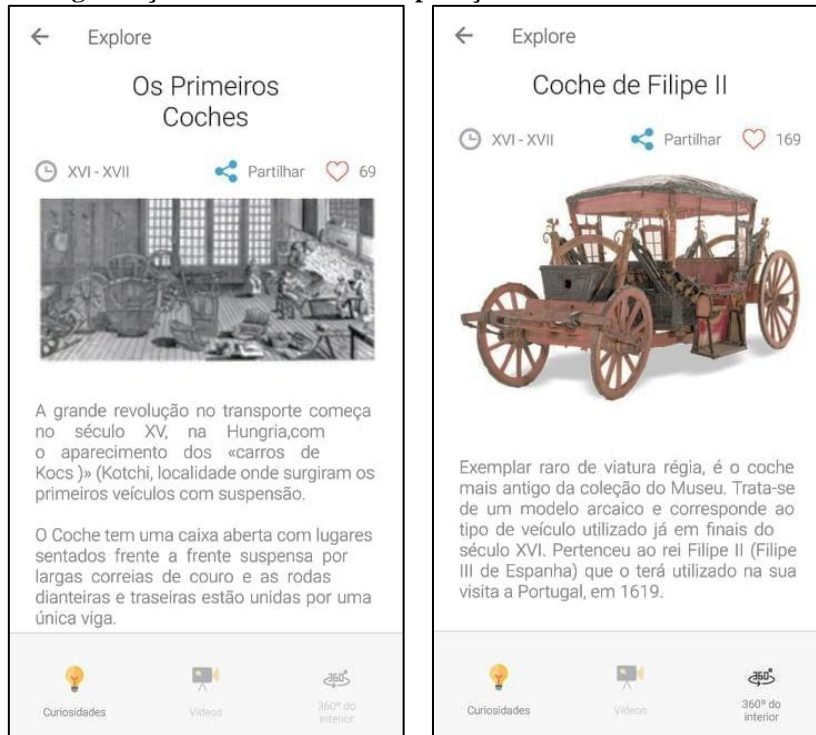 Explore
Os Primeiros
Coches
XVI - XVII
Partilhar
69
A grande revolução no transporte começa
no século XV, na Hungria,com
o aparecimento dos «carros de
Kocs )» (Kotchi, localidade onde surgiram os
primeiros veículos com suspensão.
O Coche tem uma caixa aberta com lugares
sentados frente a frente suspensa por
largas correias de couro e as rodas
dianteiras e traseiras estão unidas por uma
única viga.
Curiosidades
Vídeos
360°
360º do
interior
Explore
Coche de Filipe II
XVI - XVII
Partilhar
169
Exemplar raro de viatura régia, é o coche
mais antigo da coleção do Museu. Trata-se
de um modelo arcaico e corresponde ao
tipo de veículo utilizado já em finais do
século XVI. Pertenceu ao rei Filipe II (Filipe
III de Espanha) que o terá utilizado na sua
visita a Portugal, em 1619.
Curiosidades
Vídeos
360°
360º do
interior